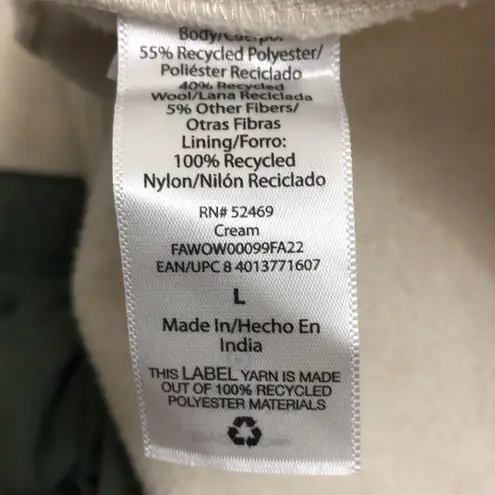 Body/Cuerpo:
55% Recycled Polyester/
Poliéster Reciclado
40% Recycled
Wool/Lana Reciclada
5% Other Fibers/
Otras Fibras
Lining/Forro:
100% Recycled
Nylon/Nilón Reciclado
RN# 52469
Cream
FAWOW00099FA22
EAN/UPC 8 4013771607
L
Made In/Hecho En
India
THIS LABEL YARN IS MADE
OUT OF 100% RECYCLED
POLYESTER MATERIALS